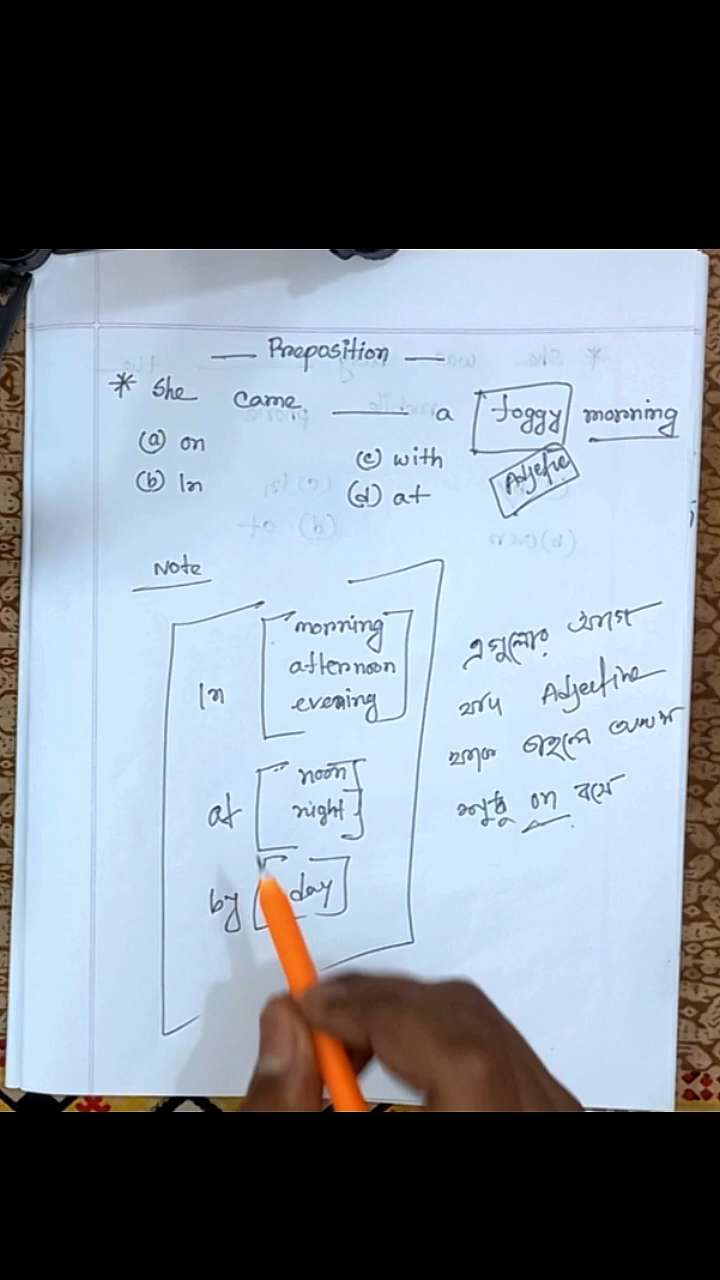 Preposition
* She came ____ a foggy morning
(a) on (c) with
Adjective
(b) In (d) at
Note
In morning
afternoon
evening
at noon
night
by day
এগুলোর আগে
যদি Adjective
থাকে তাহলে
শুধু on বসে